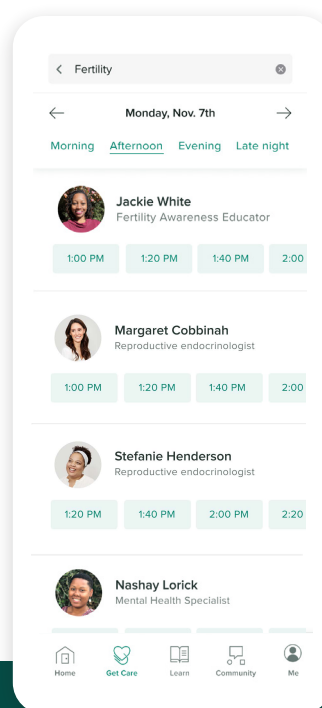 Fertility
Monday, Nov. 7th
Morning Afternoon Evening Late night
Jackie White
Fertility Awareness Educator
1:00 PM 1:20 PM 1:40 PM 2:00
Margaret Cobbinah
Reproductive endocrinologist
1:00 PM 1:20 PM 1:40 PM 2:00
Stefanie Henderson
Reproductive endocrinologist
1:20 PM 1:40 PM 2:00 PM 2:20
Nashay Lorick
Mental Health Specialist
Home Get Care Learn Community Me